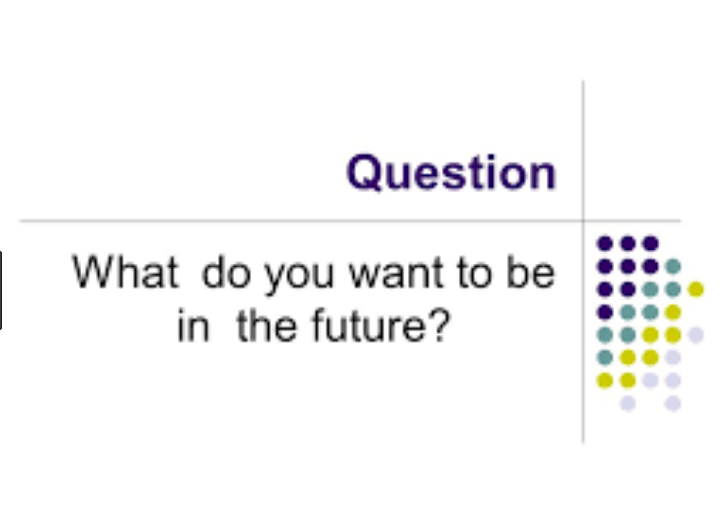 Question
What do you want to be
in the future?